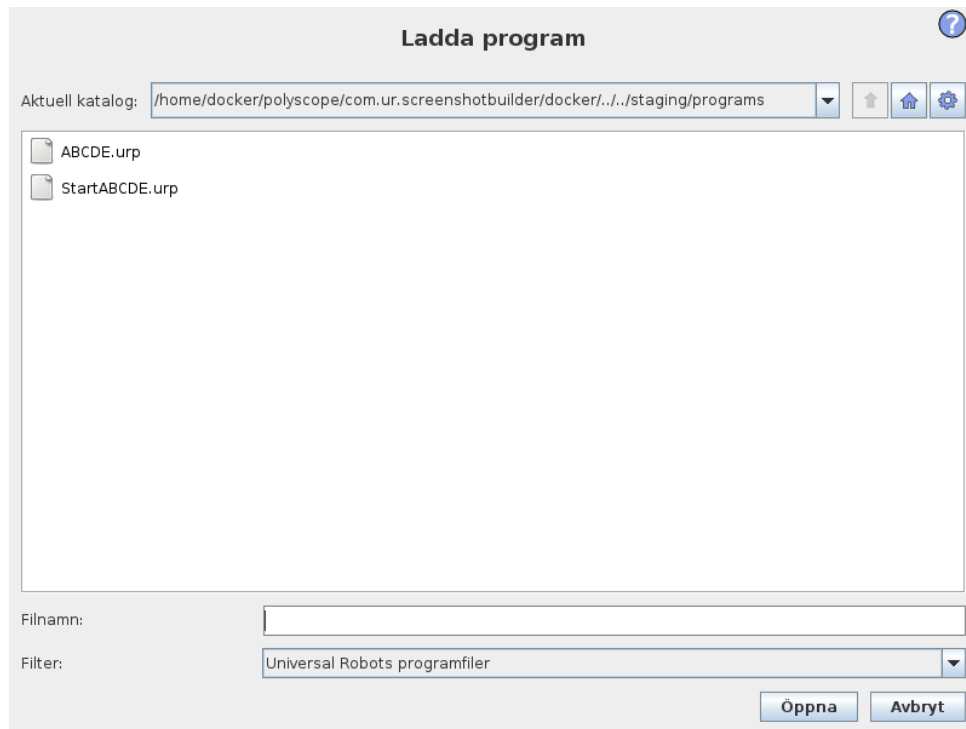 Ladda program
?
Aktuell katalog: /home/docker/polyscope/com.ur.screenshotbuilder/docker/../../staging/programs
ABCDE.urp
StartABCDE.urp
Filnamn:
Filter: Universal Robots programfiler
Öppna Avbryt